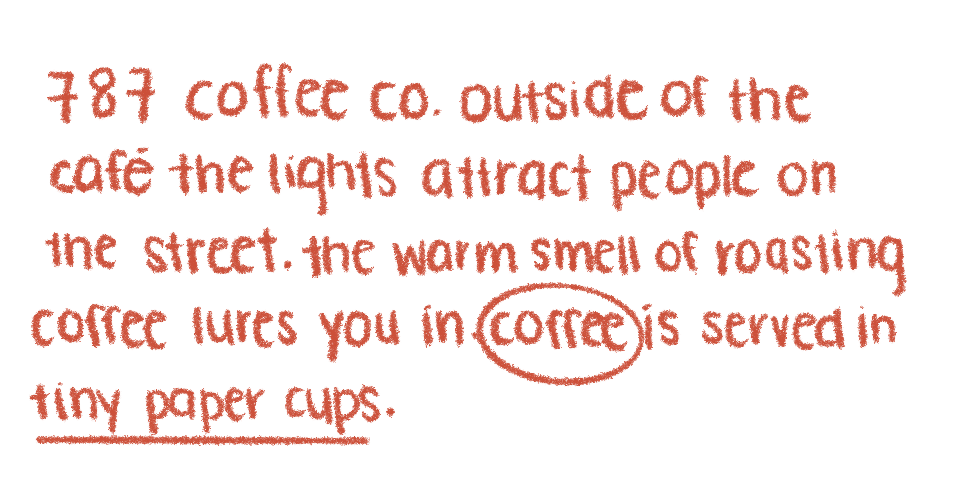 787 coffee co. outside of the
café the lights attract people on
the street. the warm smell of roasting
coffee lures you in coffee is served in
tiny paper cups.